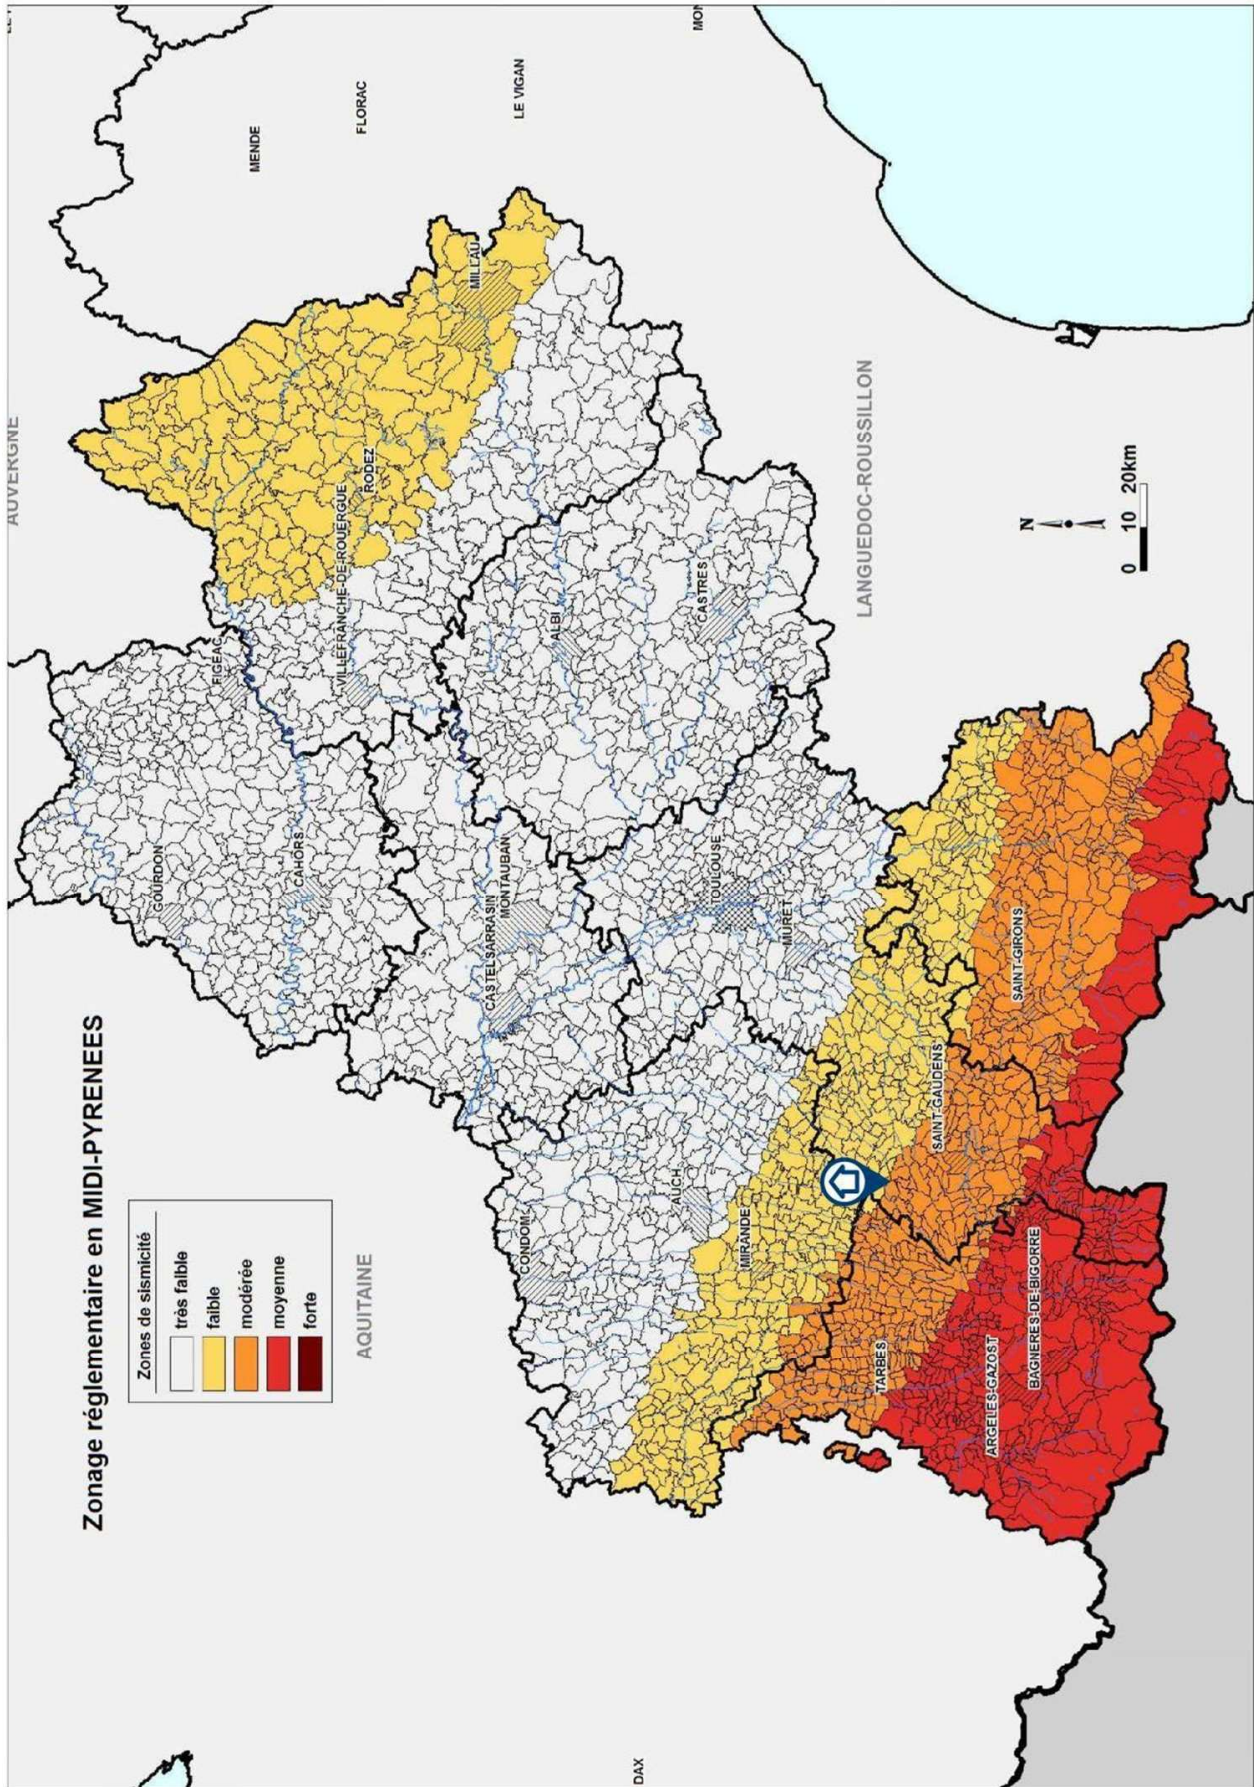 Zonage réglementaire en MIDI-PYRENEES
Zones de sismicité
très faible
faible
modérée
moyenne
forte
AUVERGNE
AQUITAINE
LANGUEDOC-ROUSSILLON
MENDE
FLORAC
LE VIGAN
DAX
GOURDON
FIGEAC
CAHORS
VILLEFRANCHE-DE-ROUERGUE
RODEZ
MILLAU
CASTELSARRASIN
MONTAUBAN
ALBI
CASTRES
CONDOM
AUCH
MIRANDE
TOULOUSE
MURET
SAINT-GAUDENS
SAINT-GIRONS
TARBES
ARGELES-GAZOST
BAGNERES-DE-BIGORRE
N
0 10 20km